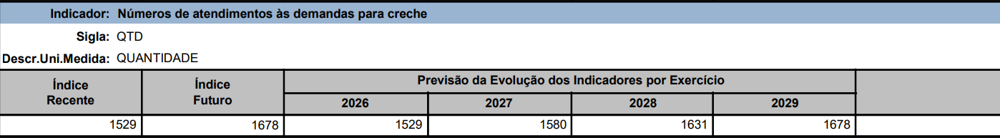 Indicador: Números de atendimentos às demandas para creche
Sigla: QTD
Descr.Uni.Medida: QUANTIDADE
Índice Recente Índice Futuro Previsão da Evolução dos Indicadores por Exercício
2026 2027 2028 2029
1529 1678 1529 1580 1631 1678